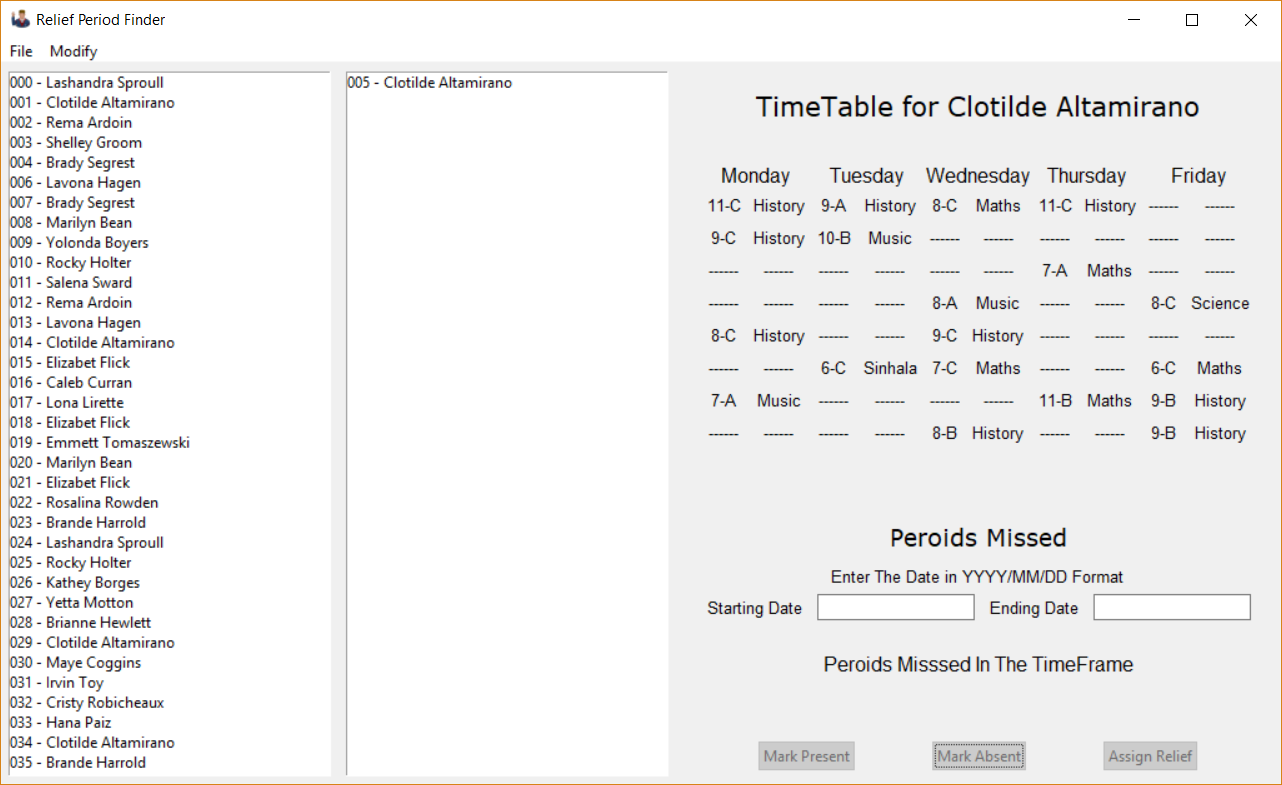 Relief Period Finder
File Modify
000 - Lashandra Sproull
001 - Clotilde Altamirano
002 - Rema Ardoin
003 - Shelley Groom
004 - Brady Segrest
006 - Lavona Hagen
007 - Brady Segrest
008 - Marilyn Bean
009 - Yolonda Boyers
010 - Rocky Holter
011 - Salena Sward
012 - Rema Ardoin
013 - Lavona Hagen
014 - Clotilde Altamirano
015 - Elizabet Flick
016 - Caleb Curran
017 - Lona Lirette
018 - Elizabet Flick
019 - Emmett Tomaszewski
020 - Marilyn Bean
021 - Elizabet Flick
022 - Rosalina Rowden
023 - Brande Harrold
024 - Lashandra Sproull
025 - Rocky Holter
026 - Kathey Borges
027 - Yetta Motton
028 - Brianne Hewlett
029 - Clotilde Altamirano
030 - Maye Coggins
031 - Irvin Toy
032 - Cristy Robicheaux
033 - Hana Paiz
034 - Clotilde Altamirano
035 - Brande Harrold
005 - Clotilde Altamirano
TimeTable for Clotilde Altamirano
Monday Tuesday Wednesday Thursday Friday
11-C History 9-A History 8-C Maths 11-C History ------ ------
9-C History 10-B Music ------ ------ ------ ------ ------ ------
------ ------ ------ ------ ------ ------ 7-A Maths ------ ------
------ ------ ------ ------ 8-A Music ------ ------ 8-C Science
8-C History ------ ------ 9-C History ------ ------ ------ ------
------ ------ 6-C Sinhala 7-C Maths ------ ------ 6-C Maths
7-A Music ------ ------ ------ ------ 11-B Maths 9-B History
------ ------ ------ ------ 8-B History ------ ------ 9-B History
Peroids Missed
Enter The Date in YYYY/MM/DD Format
Starting Date Ending Date
Peroids Misssed In The TimeFrame
Mark Present Mark Absent Assign Relief